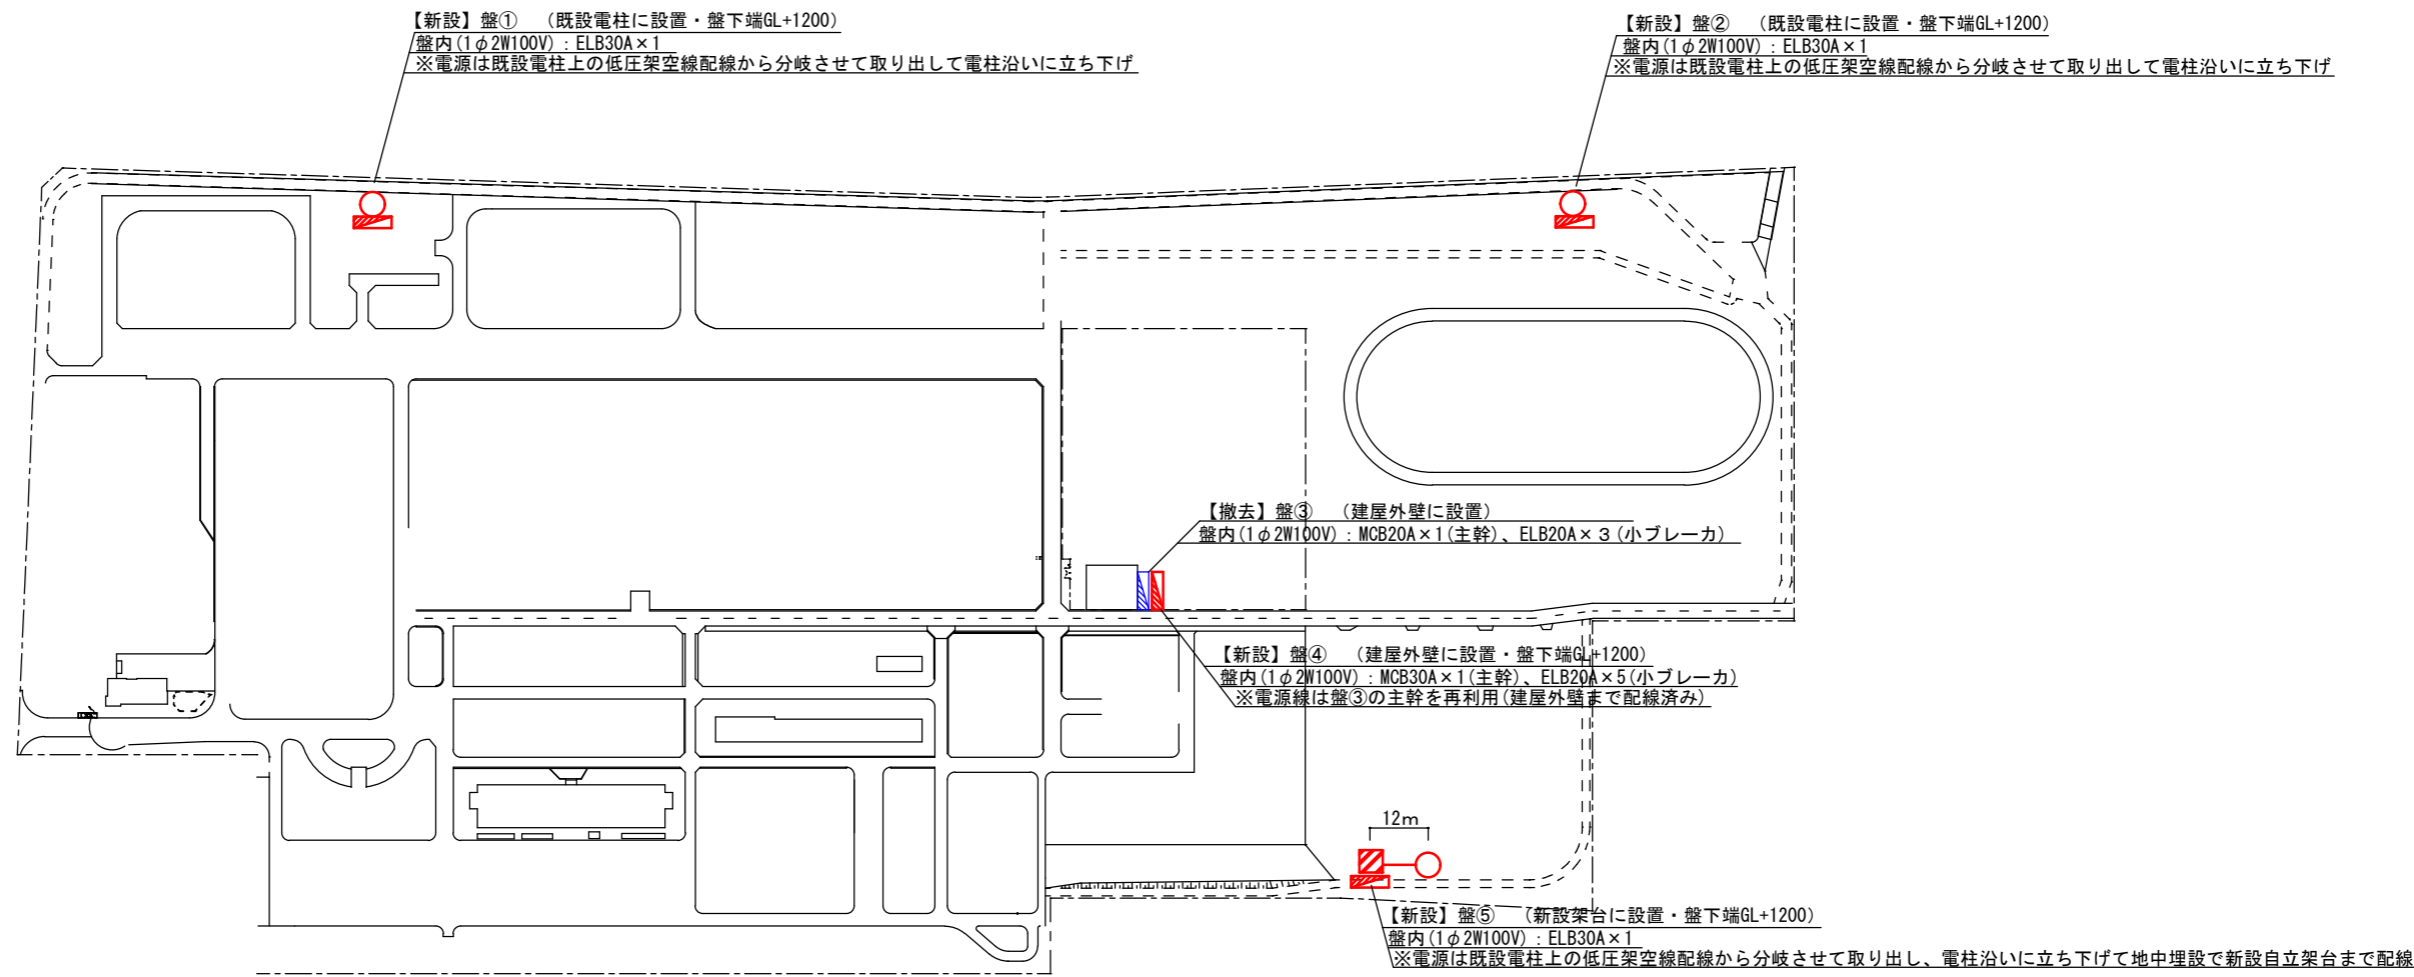 【新設】盤①　（既設電柱に設置・盤下端GL+1200）
盤内(1φ2W100V)：ELB30A×1
※電源は既設電柱上の低圧架空線配線から分岐させて取り出して電柱沿いに立ち下げ
【新設】盤②　（既設電柱に設置・盤下端GL+1200）
盤内(1φ2W100V)：ELB30A×1
※電源は既設電柱上の低圧架空線配線から分岐させて取り出して電柱沿いに立ち下げ
【撤去】盤③　（建屋外壁に設置）
盤内(1φ2W100V)：MCB20A×1(主幹)、ELB20A×３(小ブレーカ)
【新設】盤④　（建屋外壁に設置・盤下端GL+1200）
盤内(1φ2W100V)：MCB30A×1(主幹)、ELB20A×5(小ブレーカ)
※電源線は盤③の主幹を再利用(建屋外壁まで配線済み)
12m
【新設】盤⑤　（新設架台に設置・盤下端GL+1200）
盤内(1φ2W100V)：ELB30A×1
※電源は既設電柱上の低圧架空線配線から分岐させて取り出し、電柱沿いに立ち下げて地中埋設で新設自立架台まで配線